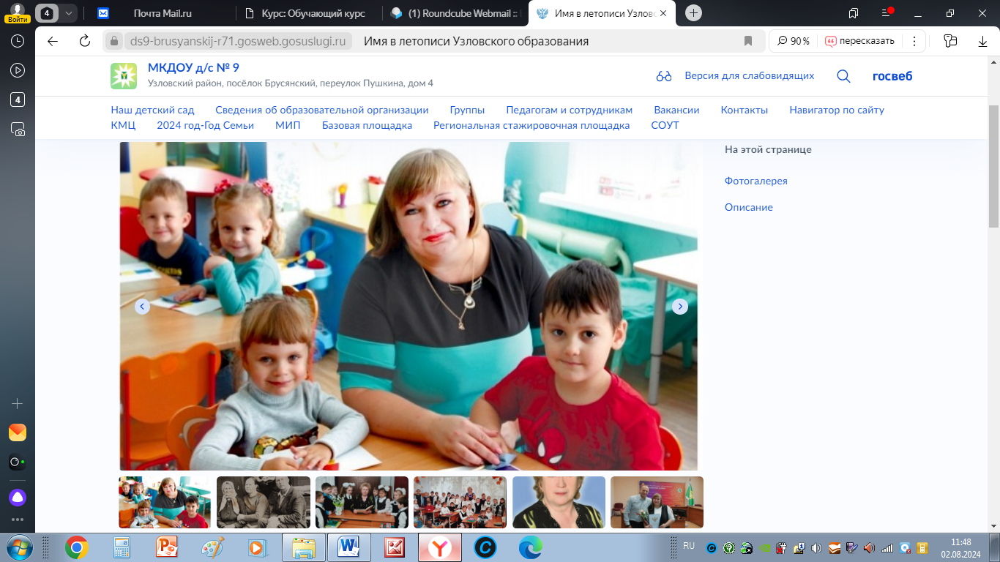 Войти
4
Почта Mail.ru
Курс: Обучающий курс
(1) Roundcube Webmail ::
Имя в летописи Узловс
ds9-brusyanskij-r71.gosweb.gosuslugi.ru
Имя в летописи Узловского образования
90 %
пересказать
4
МКДОУ д/с № 9
Узловский район, посёлок Брусянский, переулок Пушкина, дом 4
Версия для слабовидящих
госвеб
Наш детский сад Сведения об образовательной организации Группы Педагогам и сотрудникам Вакансии Контакты Навигатор по сайту
КМЦ 2024 год-Год Семьи МИП Базовая площадка Региональная стажировочная площадка СОУТ
На этой странице
Фотогалерея
Описание
RU
11:48
02.08.2024